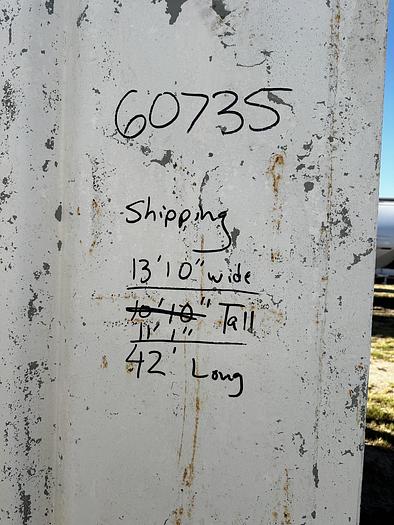 60735
Shipping
13'10" wide
10'10" Tall
11'1"
42' Long